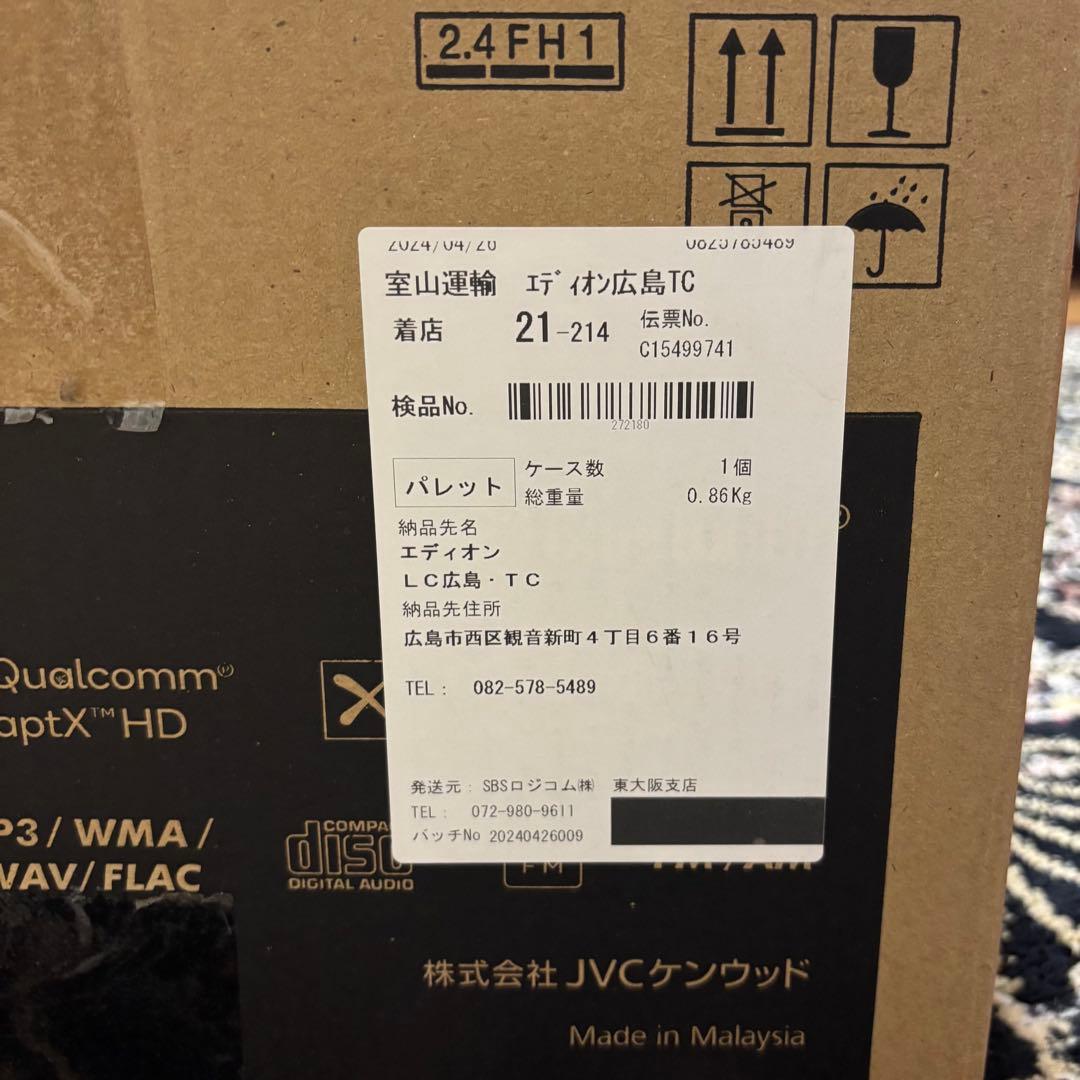 2.4FH1
2024/04/26
0825785489
室山運輸 エディオン広島TC
着店 21-214 伝票No.
C15499741
検品No.
272180
パレット
ケース数 1個
総重量 0.86Kg
納品先名
エディオン
LC広島・TC
納品先住所
広島市西区観音新町4丁目6番16号
TEL: 082-578-5489
発送元: SBSロジコム㈱ 東大阪支店
TEL: 072-980-9611
バッチNo 20240426009
Qualcomm®
aptX™ HD
P3 / WMA /
WAV / FLAC
COMPA
disc
DIGITAL AUDIO
FM
FM / AM
株式会社 JVCケンウッド
Made in Malaysia